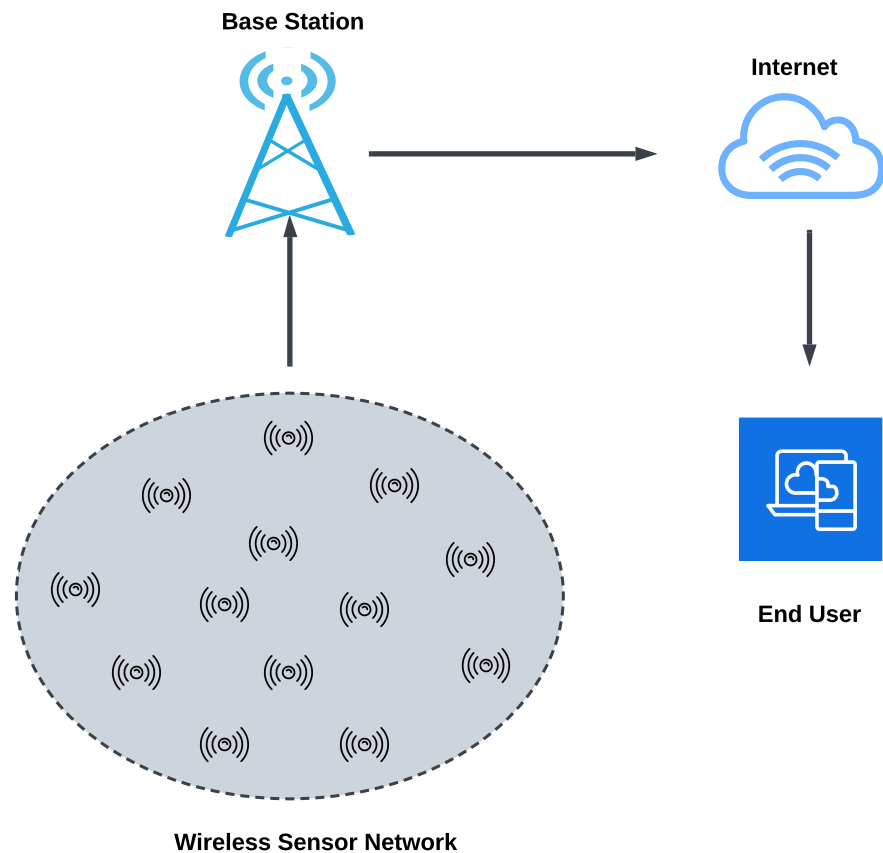 Base Station
Internet
End User
Wireless Sensor Network